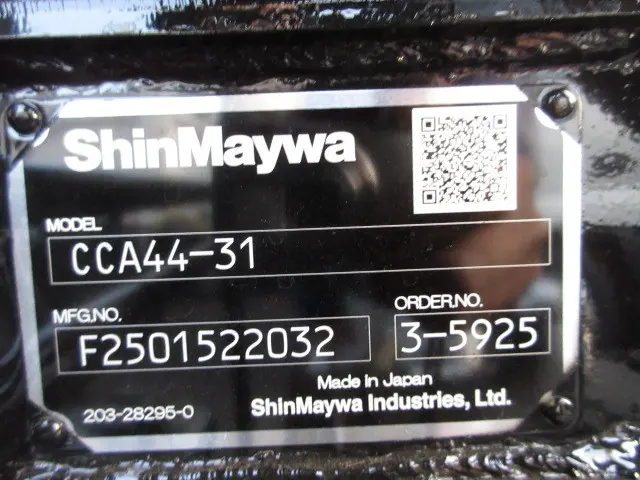 ShinMaywa
MODEL
CCA44-31
MFG.NO. ORDER.NO.
F2501522032 3-5925
Made in Japan
203-28295-0 ShinMaywa Industries, Ltd.